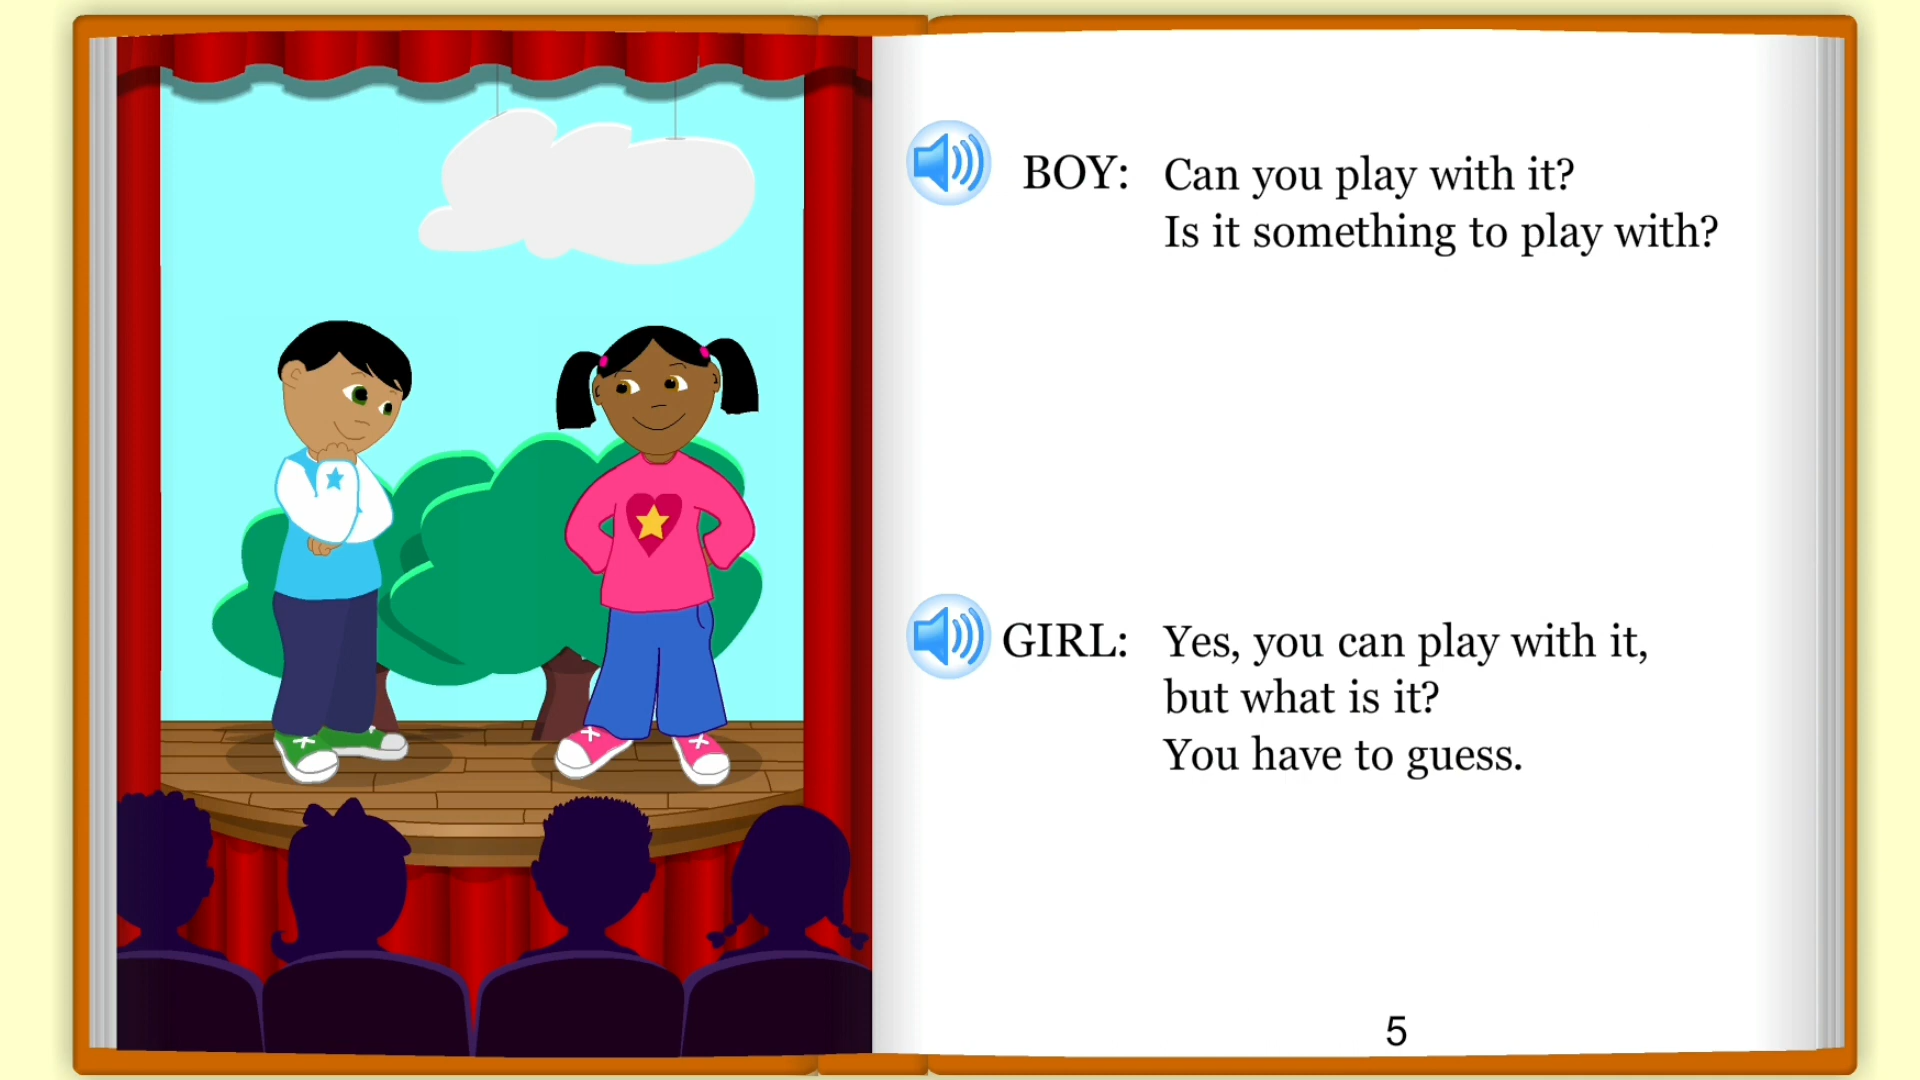 BOY: Can you play with it?
Is it something to play with?
GIRL: Yes, you can play with it,
but what is it?
You have to guess.
5